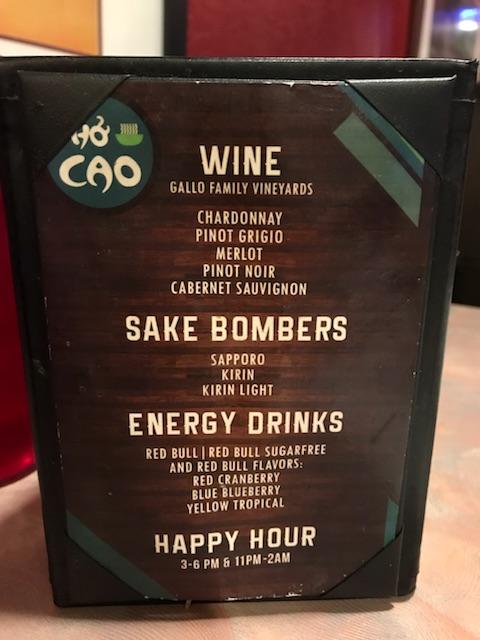 CAO
WINE
GALLO FAMILY VINEYARDS
CHARDONNAY
PINOT GRIGIO
MERLOT
PINOT NOIR
CABERNET SAUVIGNON
SAKE BOMBERS
SAPPORO
KIRIN
KIRIN LIGHT
ENERGY DRINKS
RED BULL | RED BULL SUGARFREE
AND RED BULL FLAVORS:
RED CRANBERRY
BLUE BLUEBERRY
YELLOW TROPICAL
HAPPY HOUR
3-6 PM & 11PM-2AM